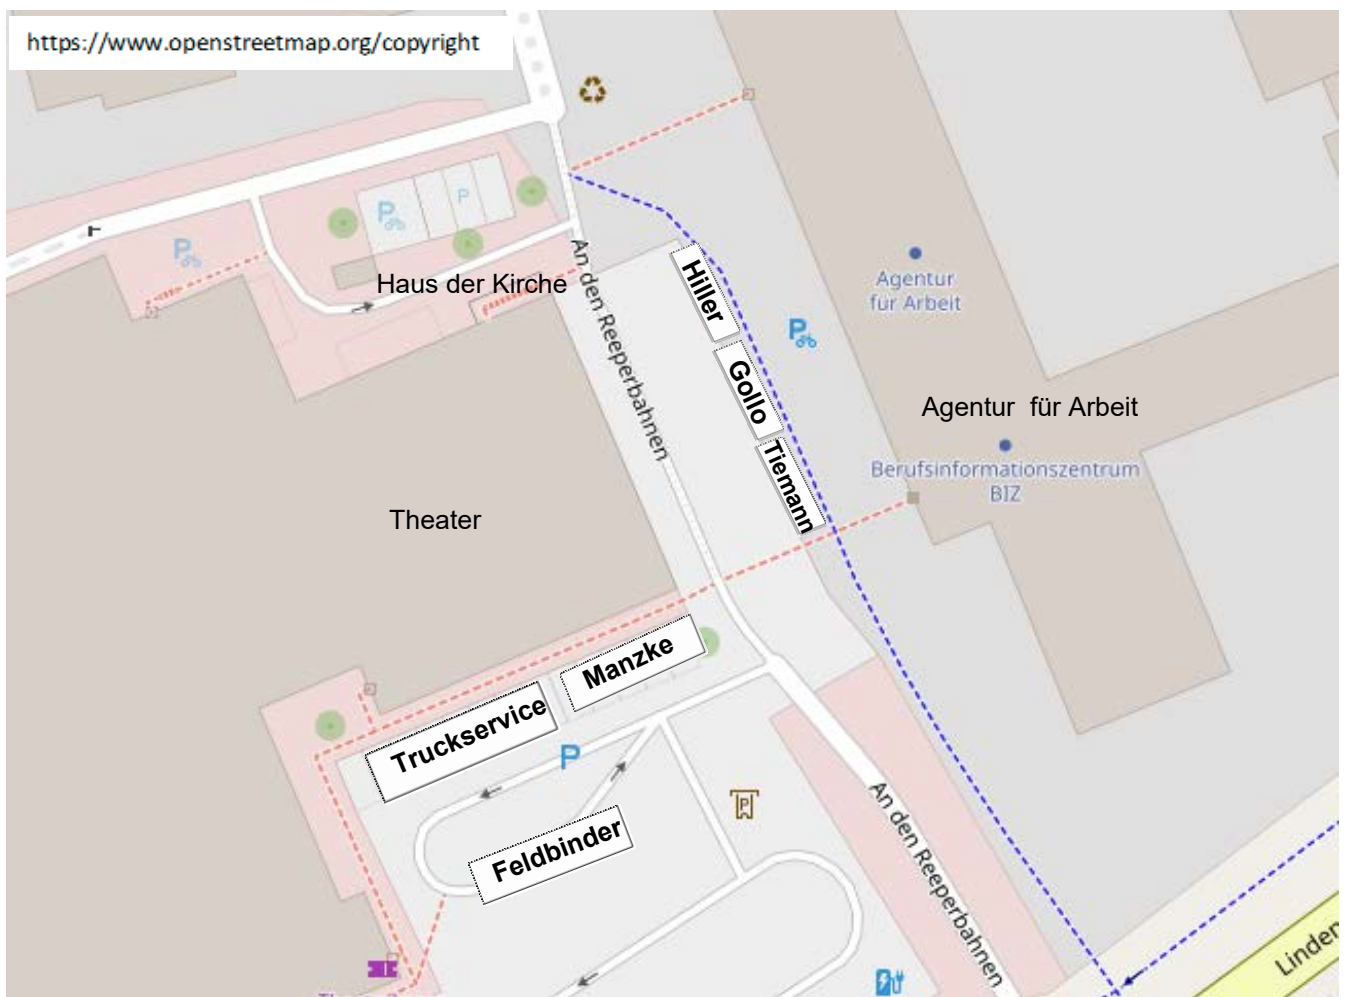 https://www.openstreetmap.org/copyright
P
P
P
Haus der Kirche
An den Reeperbahnen
Hiller
Agentur
für Arbeit
P
Gollo
Agentur für Arbeit
Tiemann
Berufsinformationszentrum
BIZ
Theater
Manzke
Truckservice
P
P
Feldbinder
An den Reeperbahnen
Linden